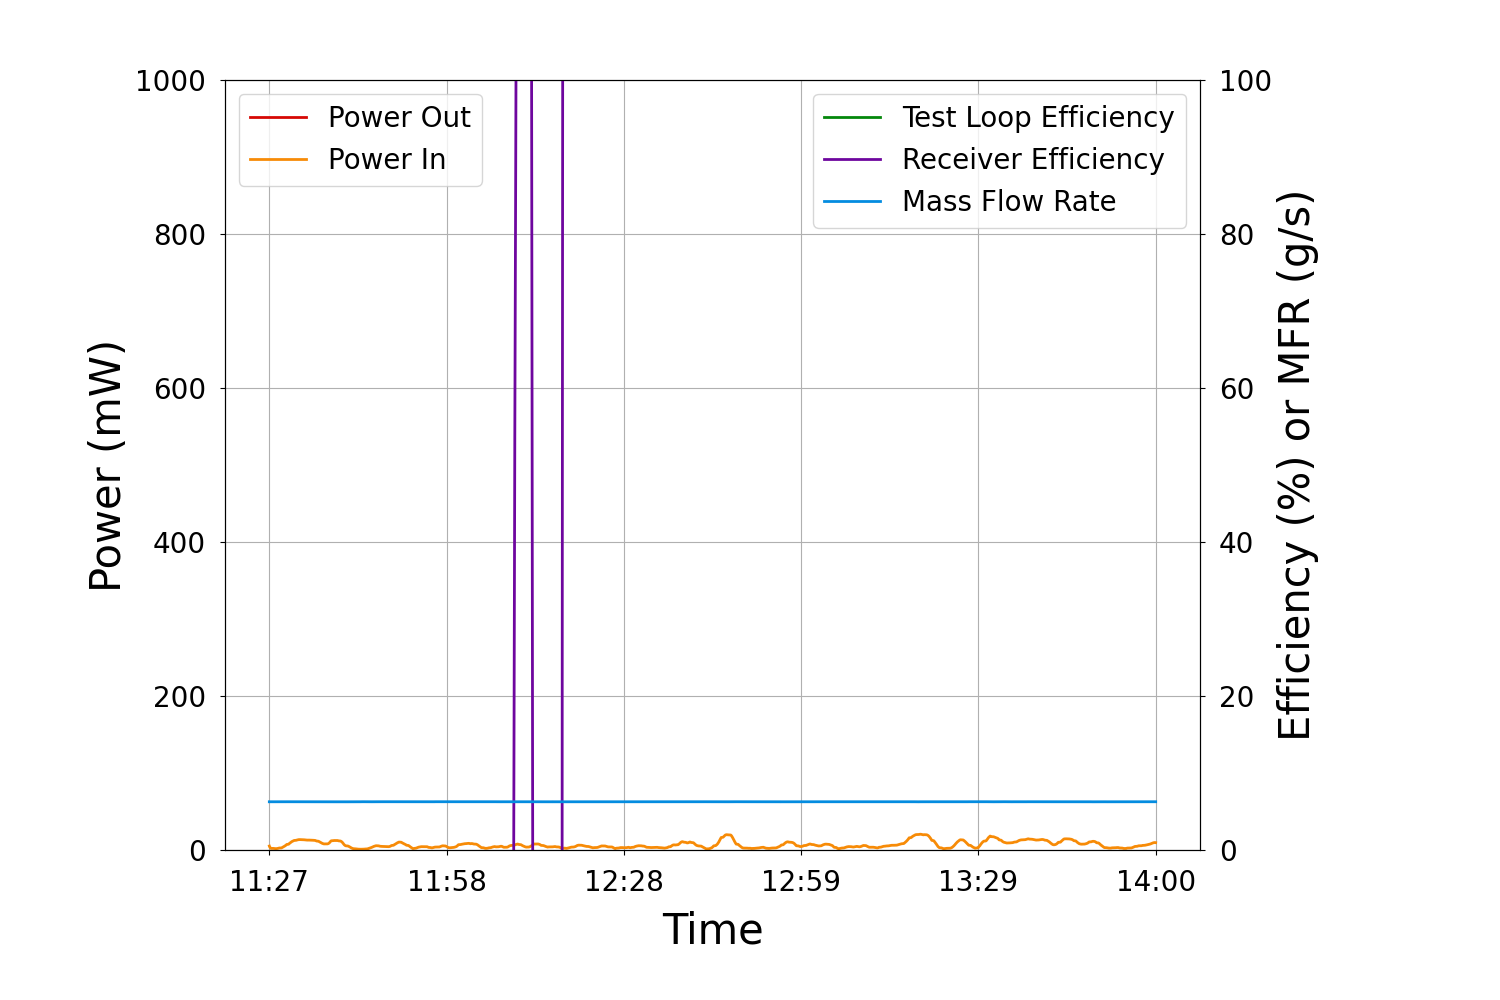 1000
800
600
400
200
0
Power (mW)
Power Out
Power In
Test Loop Efficiency
Receiver Efficiency
Mass Flow Rate
100
80
60
40
20
0
Efficiency (%) or MFR (g/s)
11:27 11:58 12:28 12:59 13:29 14:00
Time